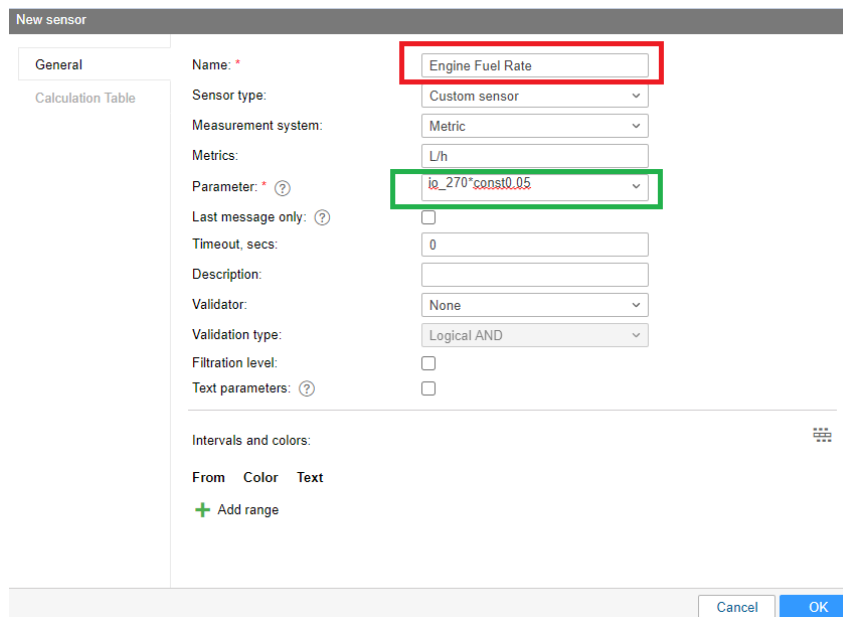 New sensor
General
Calculation Table
Name: *
Engine Fuel Rate
Sensor type:
Custom sensor
Measurement system:
Metric
Metrics:
L/h
Parameter: * ?
io_270*const0.05
Last message only: ?
Timeout, secs:
0
Description:
Validator:
None
Validation type:
Logical AND
Filtration level:
Text parameters: ?
Intervals and colors:
From Color Text
+ Add range
Cancel
OK